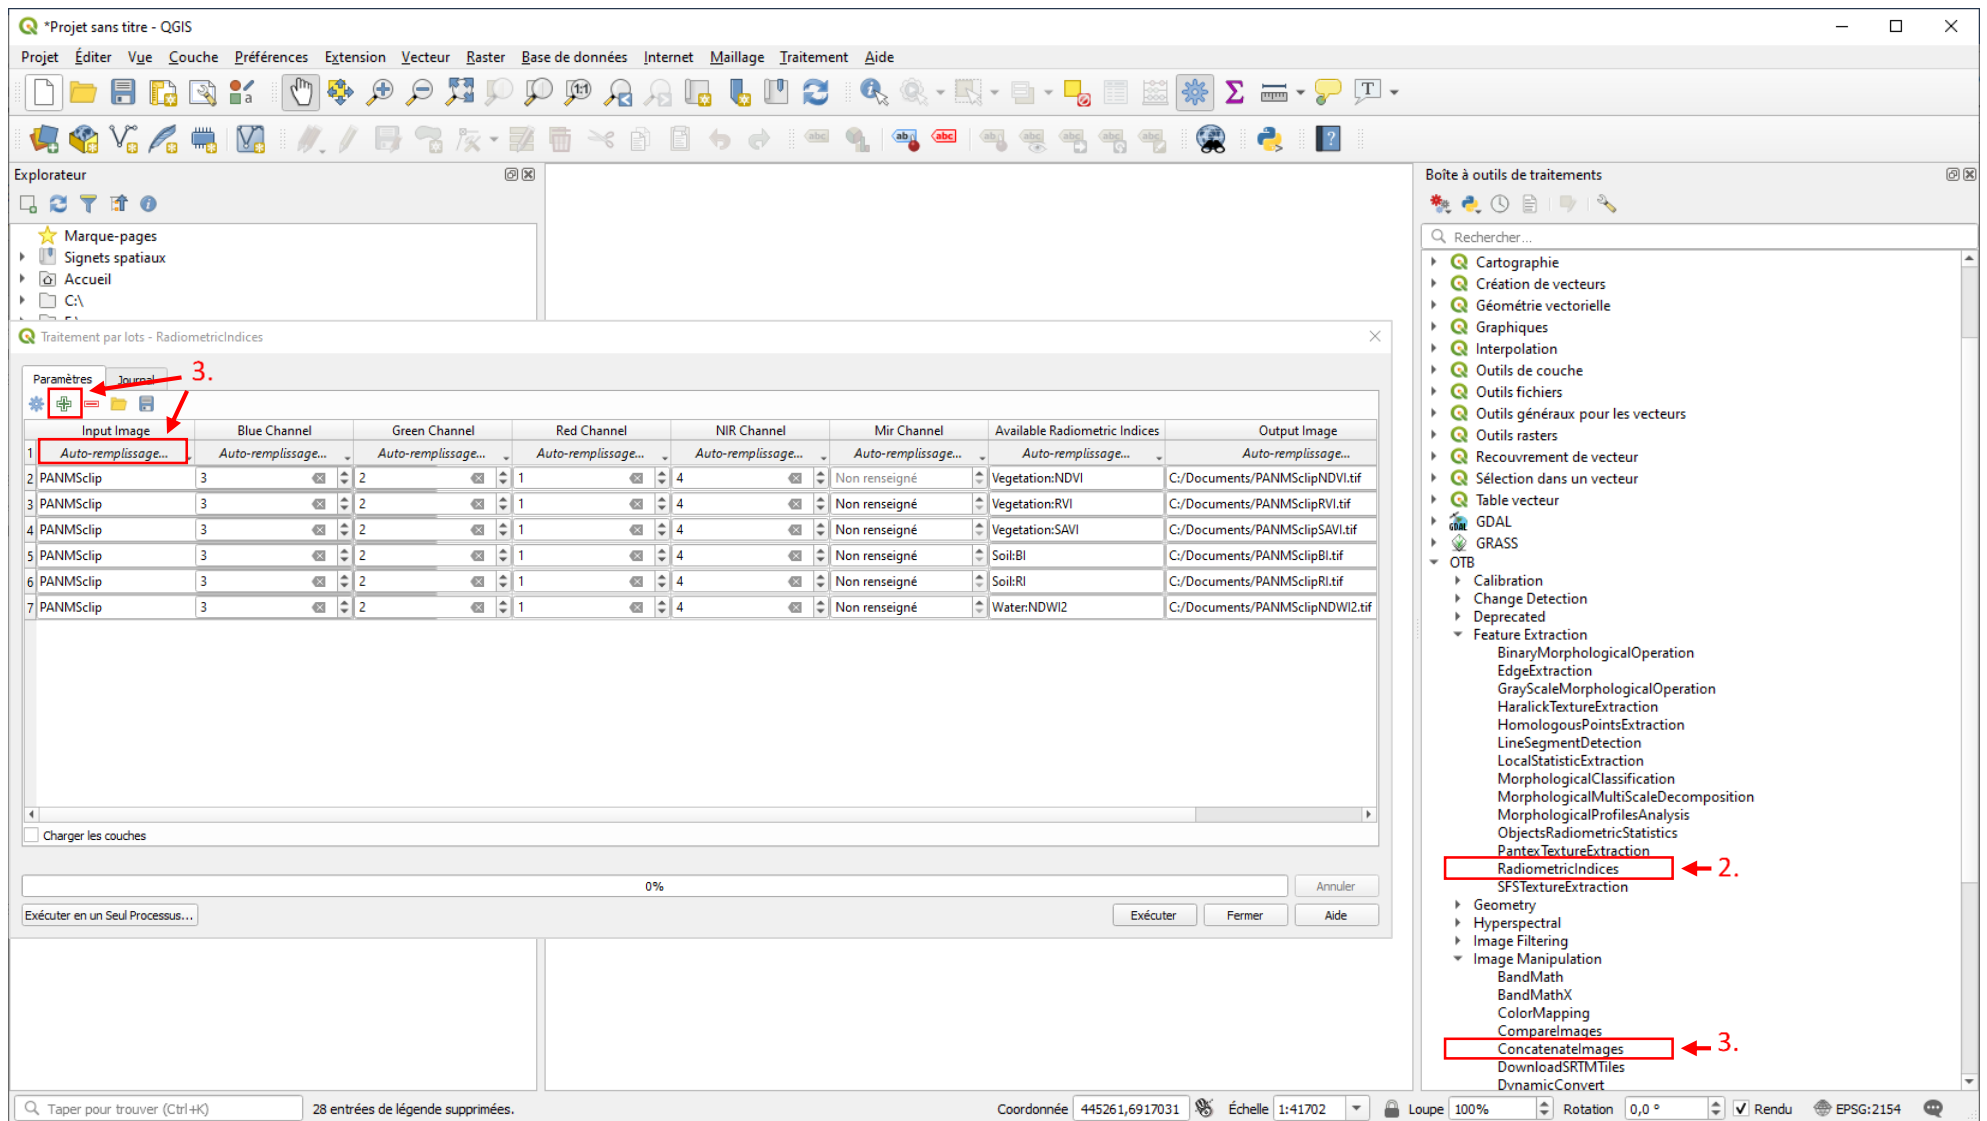 *Projet sans titre - QGIS
Projet Éditer Vue Couche Préférences Extension Vecteur Raster Base de données Internet Maillage Traitement Aide
Explorateur
Marque-pages
Signets spatiaux
Accueil
C:\
Traitement par lots - RadiometricIndices
Paramètres Journal
3.
Input Image Blue Channel Green Channel Red Channel NIR Channel Mir Channel Available Radiometric Indices Output Image
1 Auto-remplissage... Auto-remplissage... Auto-remplissage... Auto-remplissage... Auto-remplissage... Auto-remplissage... Auto-remplissage... Auto-remplissage...
2 PANMSclip 3 2 1 4 Non renseigné Vegetation:NDVI C:/Documents/PANMSclipNDVI.tif
3 PANMSclip 3 2 1 4 Non renseigné Vegetation:RVI C:/Documents/PANMSclipRVI.tif
4 PANMSclip 3 2 1 4 Non renseigné Vegetation:SAVI C:/Documents/PANMSclipSAVI.tif
5 PANMSclip 3 2 1 4 Non renseigné Soil:BI C:/Documents/PANMSclipBI.tif
6 PANMSclip 3 2 1 4 Non renseigné Soil:RI C:/Documents/PANMSclipRI.tif
7 PANMSclip 3 2 1 4 Non renseigné Water:NDWI2 C:/Documents/PANMSclipNDWI2.tif
Charger les couches
0%
Annuler
Exécuter en un Seul Processus...
Exécuter Fermer Aide
Boîte à outils de traitements
Rechercher...
Cartographie
Création de vecteurs
Géométrie vectorielle
Graphiques
Interpolation
Outils de couche
Outils fichiers
Outils généraux pour les vecteurs
Outils rasters
Recouvrement de vecteur
Sélection dans un vecteur
Table vecteur
GDAL
GRASS
OTB
Calibration
Change Detection
Deprecated
Feature Extraction
BinaryMorphologicalOperation
EdgeExtraction
GrayScaleMorphologicalOperation
HaralickTextureExtraction
HomologousPointsExtraction
LineSegmentDetection
LocalStatisticExtraction
MorphologicalClassification
MorphologicalMultiScaleDecomposition
MorphologicalProfilesAnalysis
ObjectsRadiometricStatistics
PantexTextureExtraction
RadiometricIndices
2.
SFSTextureExtraction
Geometry
Hyperspectral
Image Filtering
Image Manipulation
BandMath
BandMathX
ColorMapping
CompareImages
ConcatenateImages
3.
DownloadSRTMTiles
DynamicConvert
Taper pour trouver (Ctrl+K) 28 entrées de légende supprimées. Coordonnée 445261,6917031 Échelle 1:41702 Loupe 100% Rotation 0,0 ° Rendu EPSG:2154